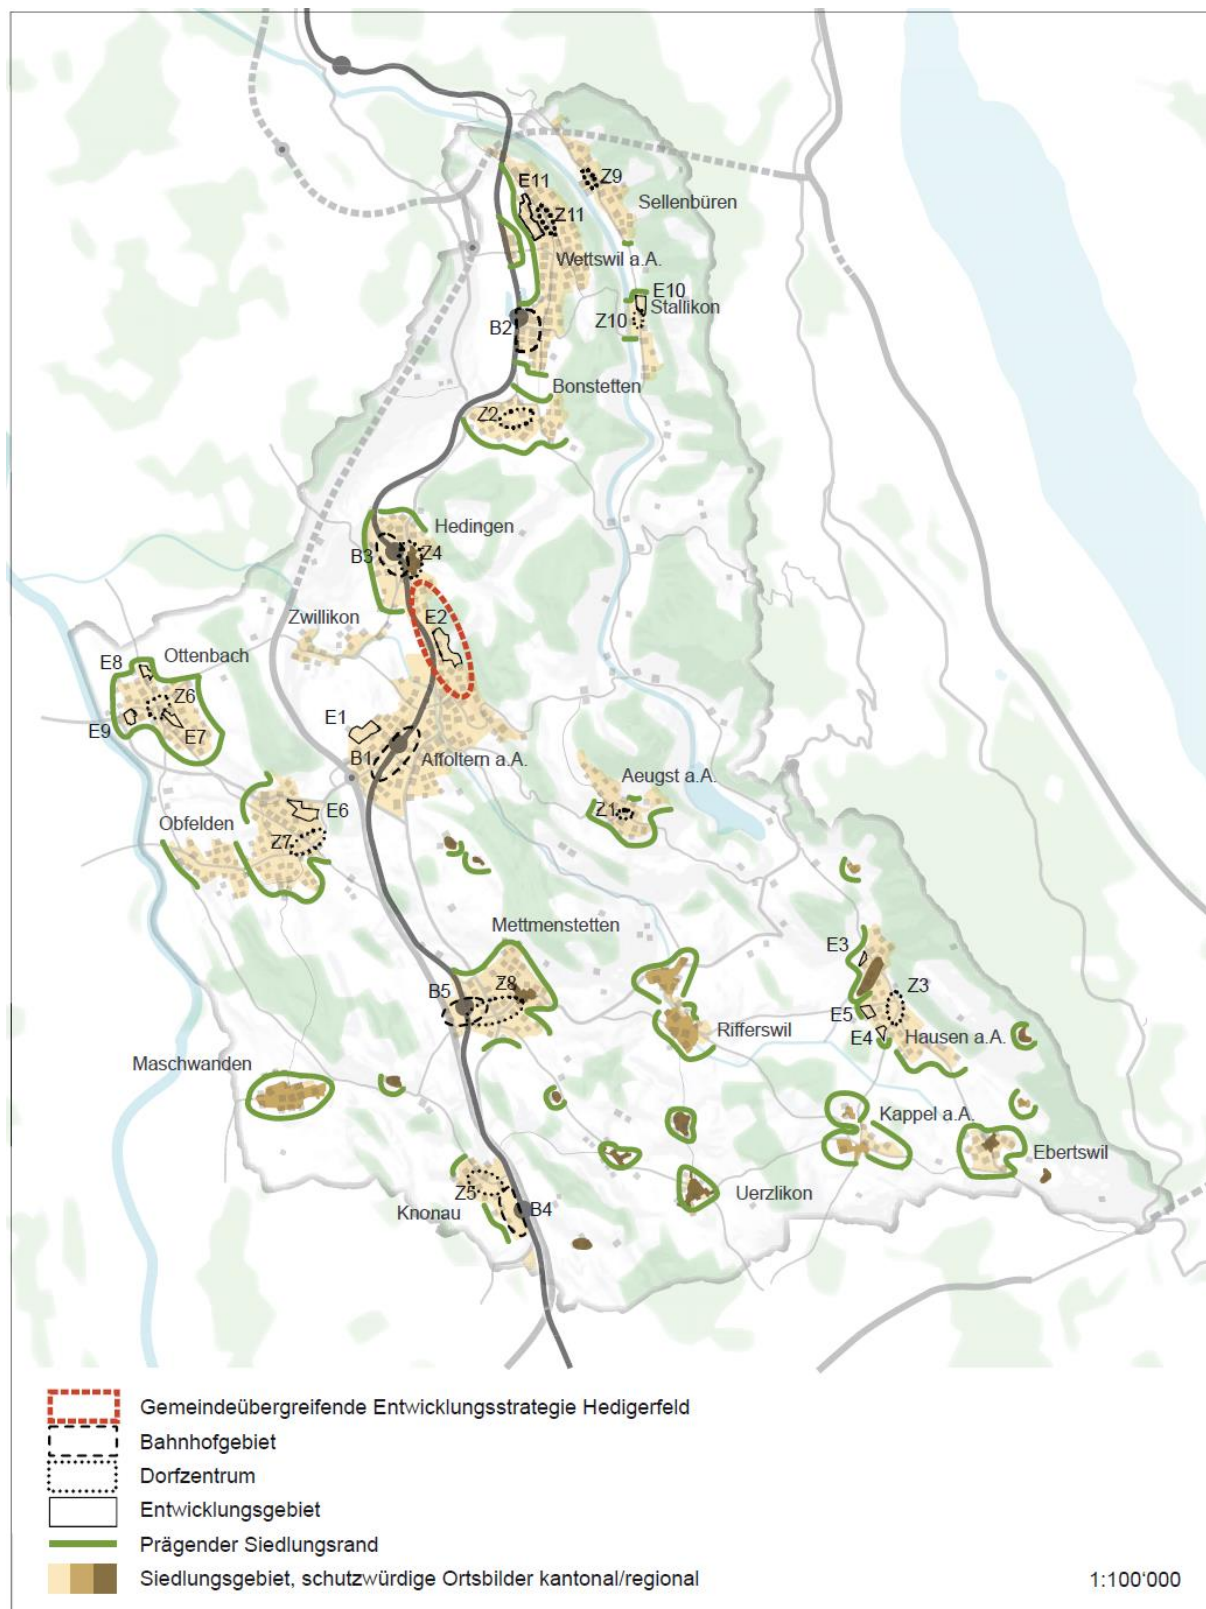 E11
Z9
Z11
Sellenbüren
Wettswil a.A.
E10
Stallikon
B2
Z10
Bonstetten
Z2
Hedingen
B3
Z4
Zwillikon
E2
E8
Ottenbach
Z6
E9
E7
E1
B1
Affoltern a.A.
Aeugst a.A.
Z1
E6
Obfelden
Z7
Mettmenstetten
E3
Z8
Z3
B5
E5
Rifferswil
E4
Hausen a.A.
Maschwanden
Kappel a.A.
Ebertswil
Z5
Uerzlikon
Knonau
B4
Gemeindeübergreifende Entwicklungsstrategie Hedigerfeld
Bahnhofgebiet
Dorfzentrum
Entwicklungsgebiet
Prägender Siedlungsrand
Siedlungsgebiet, schutzwürdige Ortsbilder kantonal/regional
1:100'000